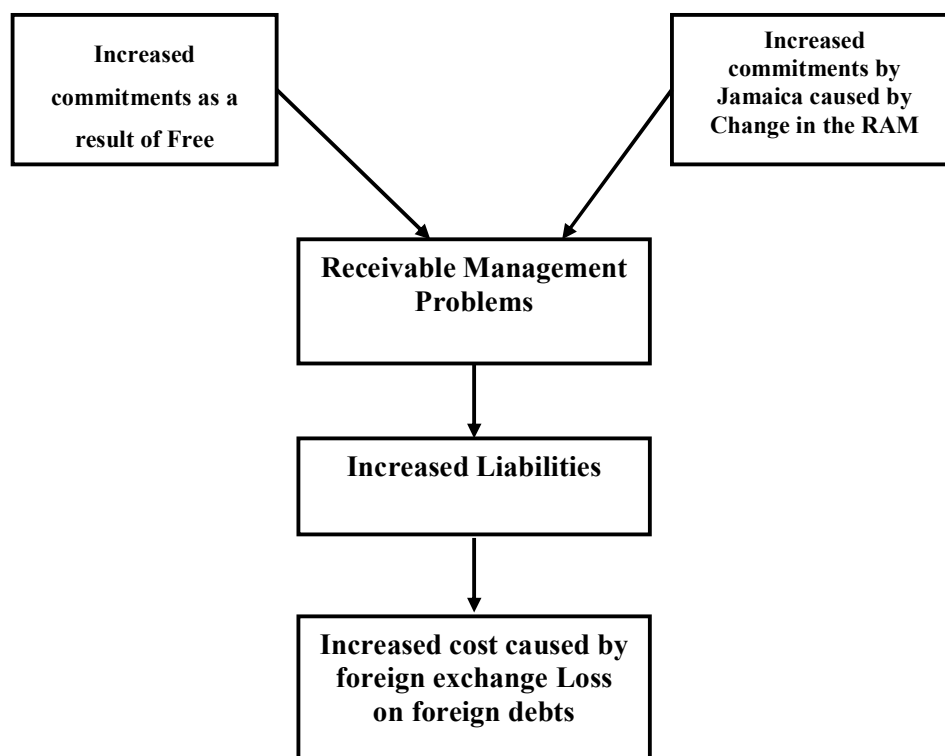 Increased
commitments as a
result of Free
Increased
commitments by
Jamaica caused by
Change in the RAM
Receivable Management
Problems
Increased Liabilities
Increased cost caused by
foreign exchange Loss
on foreign debts